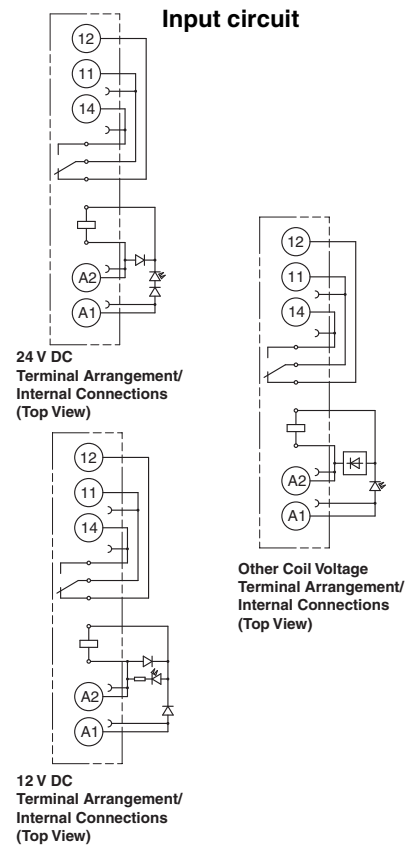 Input circuit
12
11
14
A2
A1
24 V DC
Terminal Arrangement/
Internal Connections
(Top View)
12
11
14
A2
A1
Other Coil Voltage
Terminal Arrangement/
Internal Connections
(Top View)
12
11
14
A2
A1
12 V DC
Terminal Arrangement/
Internal Connections
(Top View)